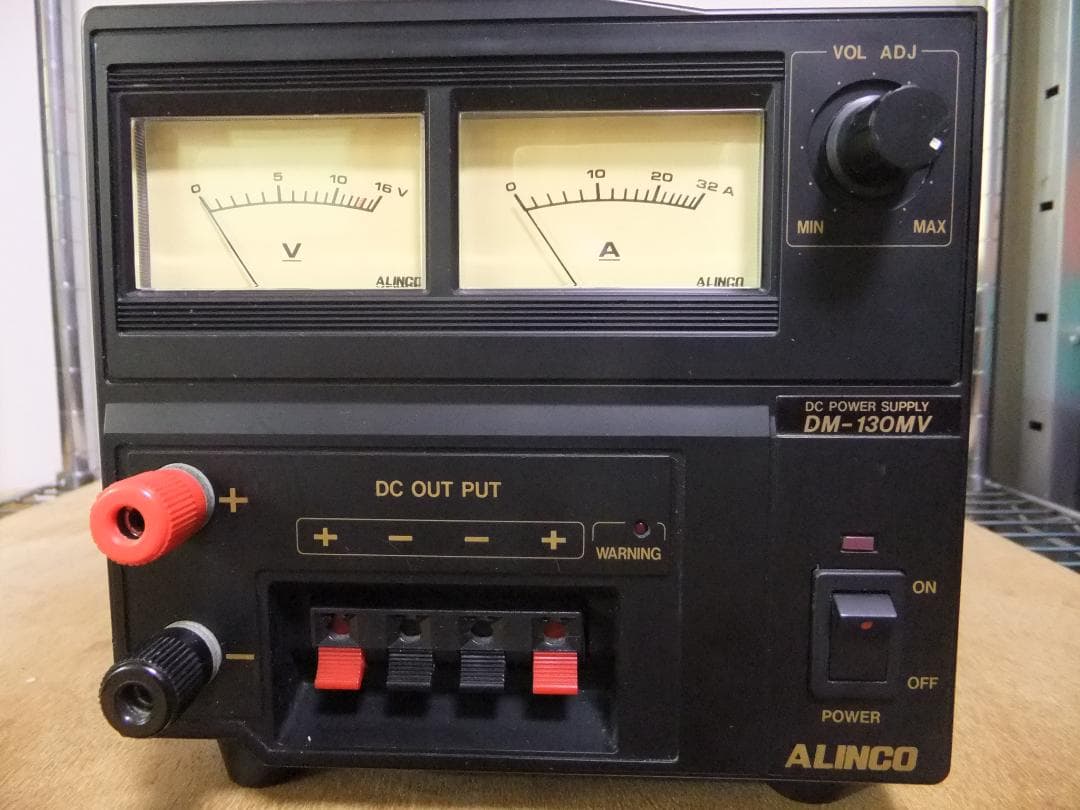 VOL ADJ
MIN MAX
0 5 10 16 V
V
ALINCO
0 10 20 32 A
A
ALINCO
DC POWER SUPPLY
DM-130MV
DC OUT PUT
+
+ − − +
WARNING
−
ON
OFF
POWER
ALINCO